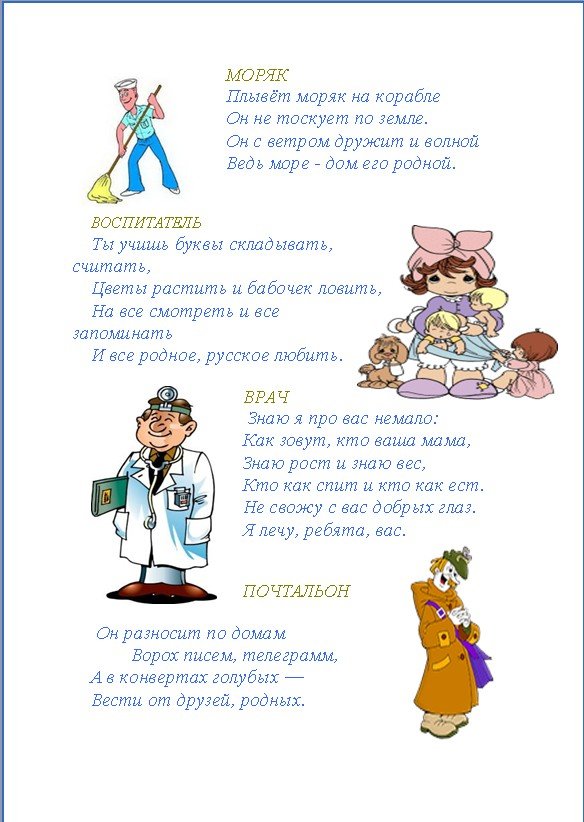 МОРЯК
Плывёт моряк на корабле
Он не тоскует по земле.
Он с ветром дружит и волной
Ведь море - дом его родной.
ВОСПИТАТЕЛЬ
Ты учишь буквы складывать,
считать,
Цветы растить и бабочек ловить,
На все смотреть и все
запоминать
И все родное, русское любить.
ВРАЧ
Знаю я про вас немало:
Как зовут, кто ваша мама,
Знаю рост и знаю вес,
Кто как спит и кто как ест.
Не свожу с вас добрых глаз.
Я лечу, ребята, вас.
ПОЧТАЛЬОН
Он разносит по домам
Ворох писем, телеграмм,
А в конвертах голубых —
Вести от друзей, родных.